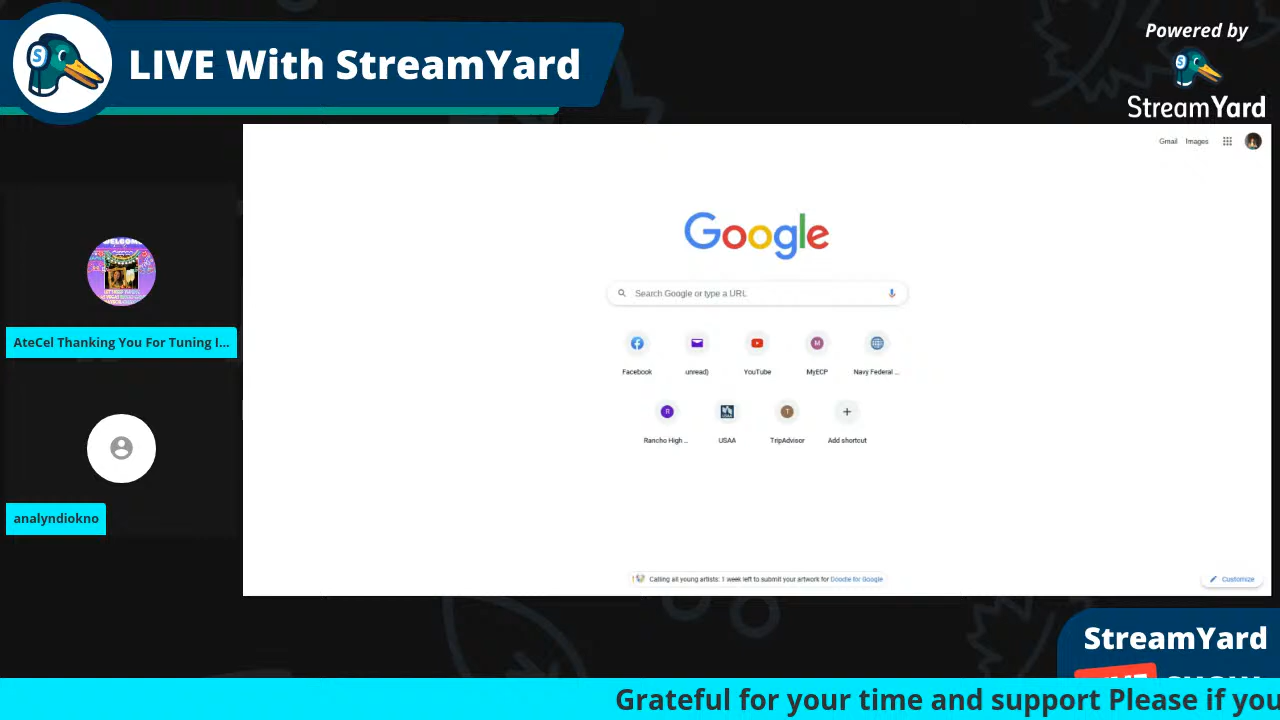 LIVE With StreamYard
Powered by
StreamYard
Gmail Images
Google
Search Google or type a URL
Facebook
unread)
YouTube
MyECP
Navy Federal ...
Rancho High ...
USAA
TripAdvisor
Add shortcut
Calling all young artists: 1 week left to submit your artwork for Doodle for Google
Customize
AteCel Thanking You For Tuning I...
analyndiokno
StreamYard
Grateful for your time and support Please if you